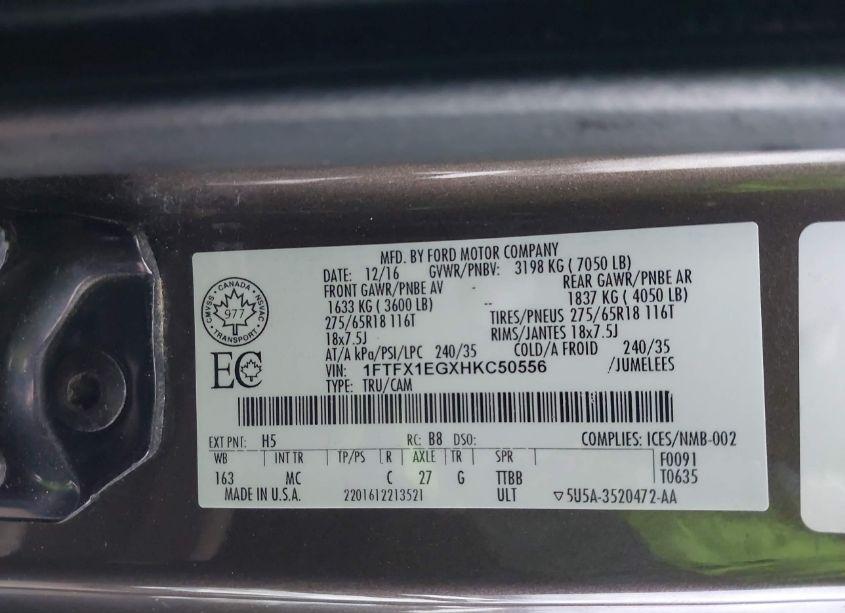 MFD. BY FORD MOTOR COMPANY
DATE: 12/16 GVWR/PNBV: 3198 KG ( 7050 LB)
FRONT GAWR/PNBE AV REAR GAWR/PNBE AR
1633 KG ( 3600 LB) -- 1837 KG ( 4050 LB)
275/65R18 116T TIRES/PNEUS 275/65R18 116T
18x7.5J RIMS/JANTES 18x7.5J
AT/A kPa/PSI/LPC 240/35 COLD/A FROID 240/35
VIN: 1FTFX1EGXHKC50556 /JUMELEES
TYPE: TRU/CAM
CMVSS · CANADA · NSVAC
977
· TRANSPORT ·
EC
EXT PNT: H5 RC: B8 DSO: COMPLIES: ICES/NMB-002
WB INT TR TP/PS R AXLE TR SPR F0091
163 MC C 27 G TTBB T0635
MADE IN U.S.A. 2201612213521 ULT ▽5U5A-3520472-AA